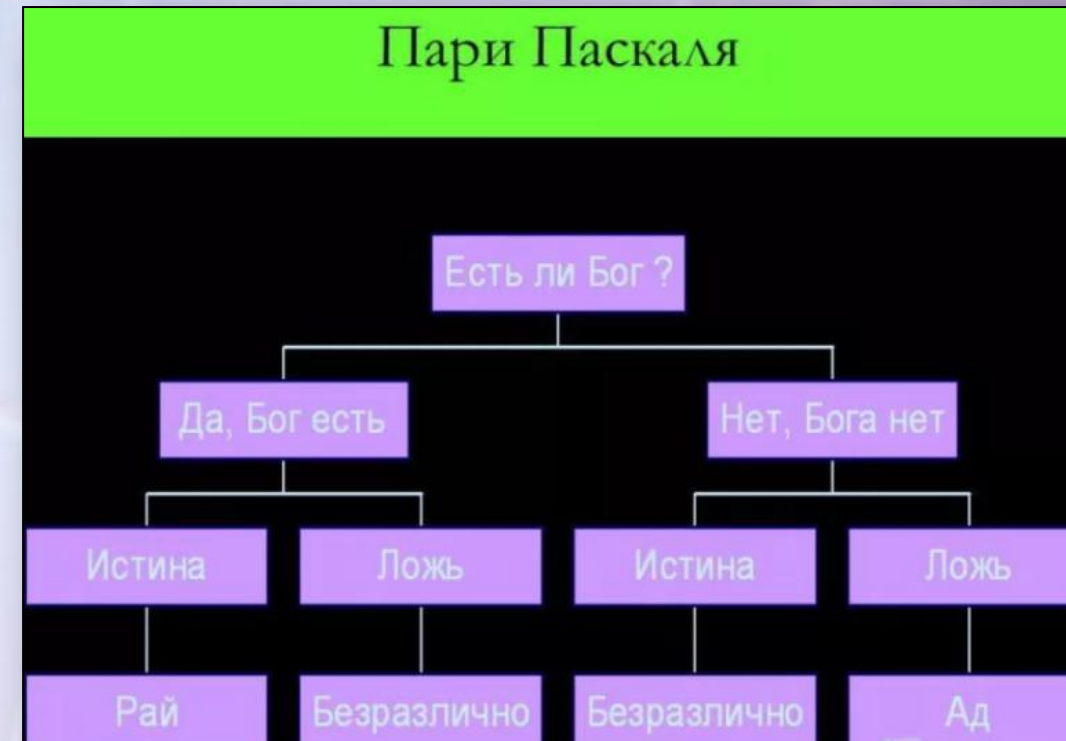 Пари Паскаля
Есть ли Бог ?
Да, Бог есть
Нет, Бога нет
Истина
Ложь
Истина
Ложь
Рай
Безразлично
Безразлично
Ад